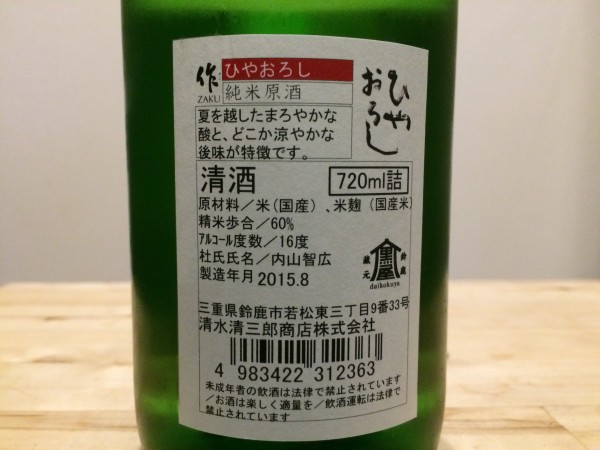 作
ZAKU
ひやおろし
純米原酒
ひや
おろし
夏を越したまろやかな
酸と、どこか涼やかな
後味が特徴です。
清酒
720ml詰
原材料／米(国産)、米麹(国産米)
精米歩合／60%
ｱﾙｺｰﾙ度数／16度
杜氏氏名／内山智広
製造年月 2015.8
鈴鹿
蔵元
daikokuya
三重県鈴鹿市若松東三丁目9番33号
清水清三郎商店株式会社
4 983422 312363
未成年者の飲酒は法律で禁止されています
／お酒は楽しく適量を／飲酒運転は法律で
禁止されています